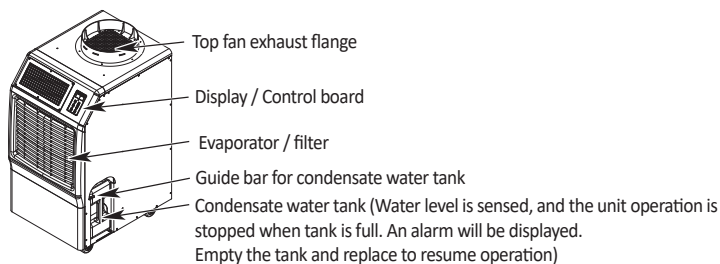 Top fan exhaust flange
Display / Control board
Evaporator / filter
Guide bar for condensate water tank
Condensate water tank (Water level is sensed, and the unit operation is
stopped when tank is full. An alarm will be displayed.
Empty the tank and replace to resume operation)